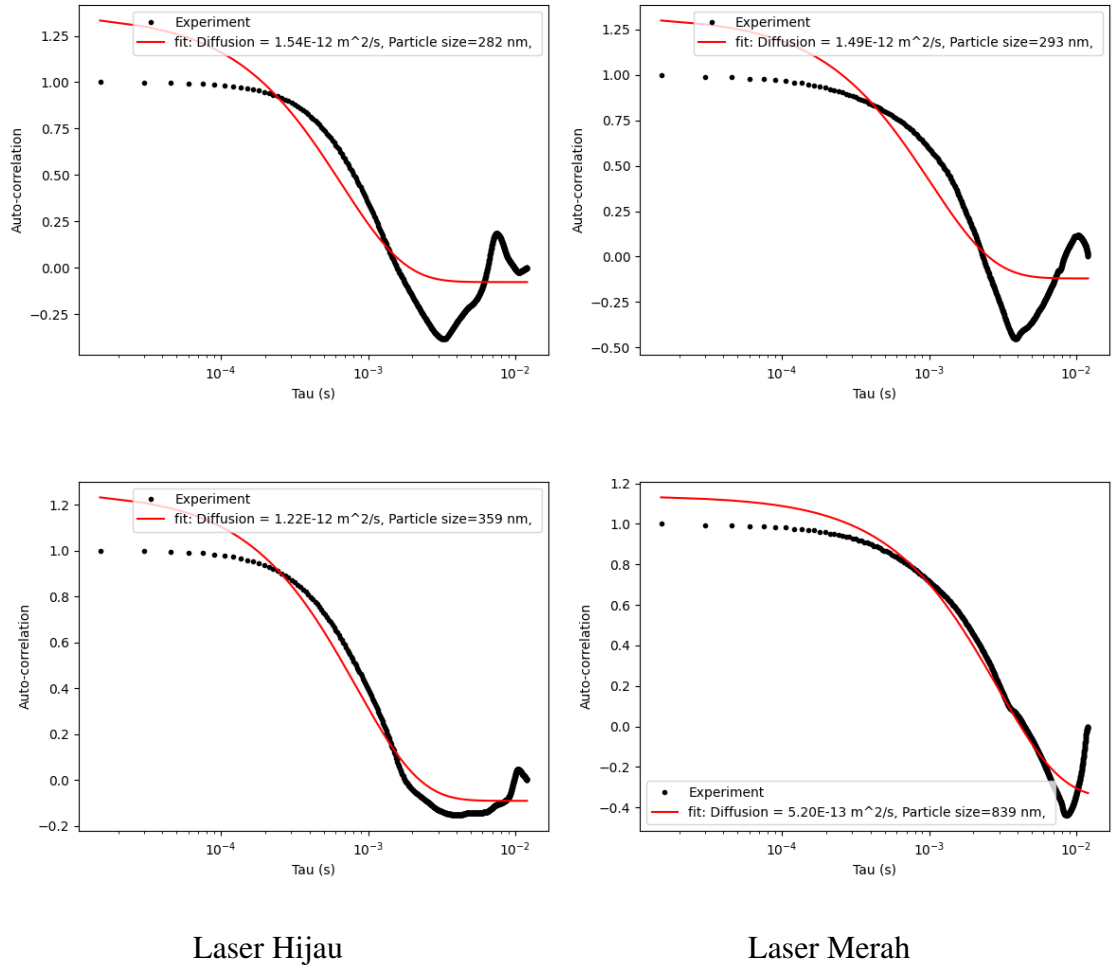 1.25
1.00
0.75
0.50
0.25
0.00
−0.25
Auto-correlation
Experiment
fit: Diffusion = 1.54E-12 m^2/s, Particle size=282 nm,
10⁻⁴ 10⁻³ 10⁻²
Tau (s)
1.25
1.00
0.75
0.50
0.25
0.00
−0.25
−0.50
Auto-correlation
Experiment
fit: Diffusion = 1.49E-12 m^2/s, Particle size=293 nm,
10⁻⁴ 10⁻³ 10⁻²
Tau (s)
1.2
1.0
0.8
0.6
0.4
0.2
0.0
−0.2
Auto-correlation
Experiment
fit: Diffusion = 1.22E-12 m^2/s, Particle size=359 nm,
10⁻⁴ 10⁻³ 10⁻²
Tau (s)
1.2
1.0
0.8
0.6
0.4
0.2
0.0
−0.2
−0.4
Auto-correlation
Experiment
fit: Diffusion = 5.20E-13 m^2/s, Particle size=839 nm,
10⁻⁴ 10⁻³ 10⁻²
Tau (s)
Laser Hijau
Laser Merah